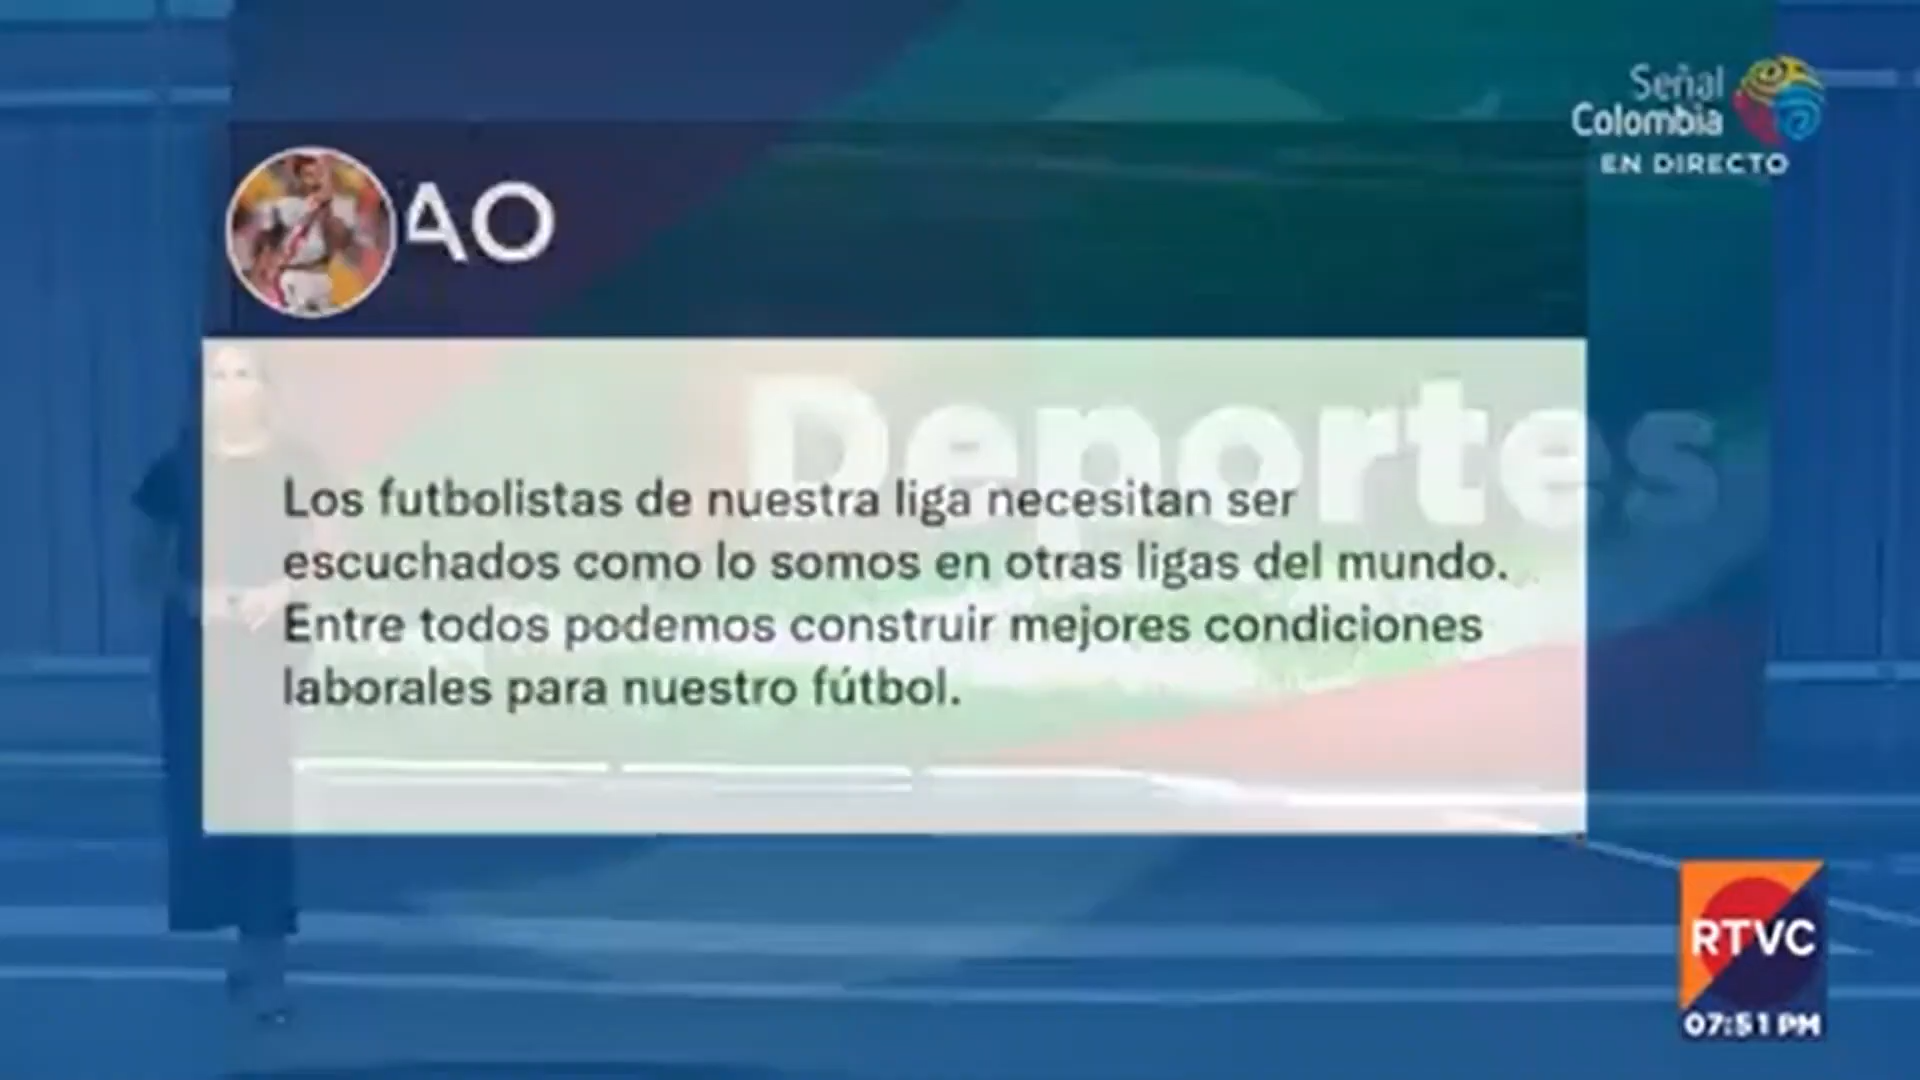 Señal
Colombia
EN DIRECTO
AO
Deportes
Los futbolistas de nuestra liga necesitan ser
escuchados como lo somos en otras ligas del mundo.
Entre todos podemos construir mejores condiciones
laborales para nuestro fútbol.
RTVC
07:51 PM